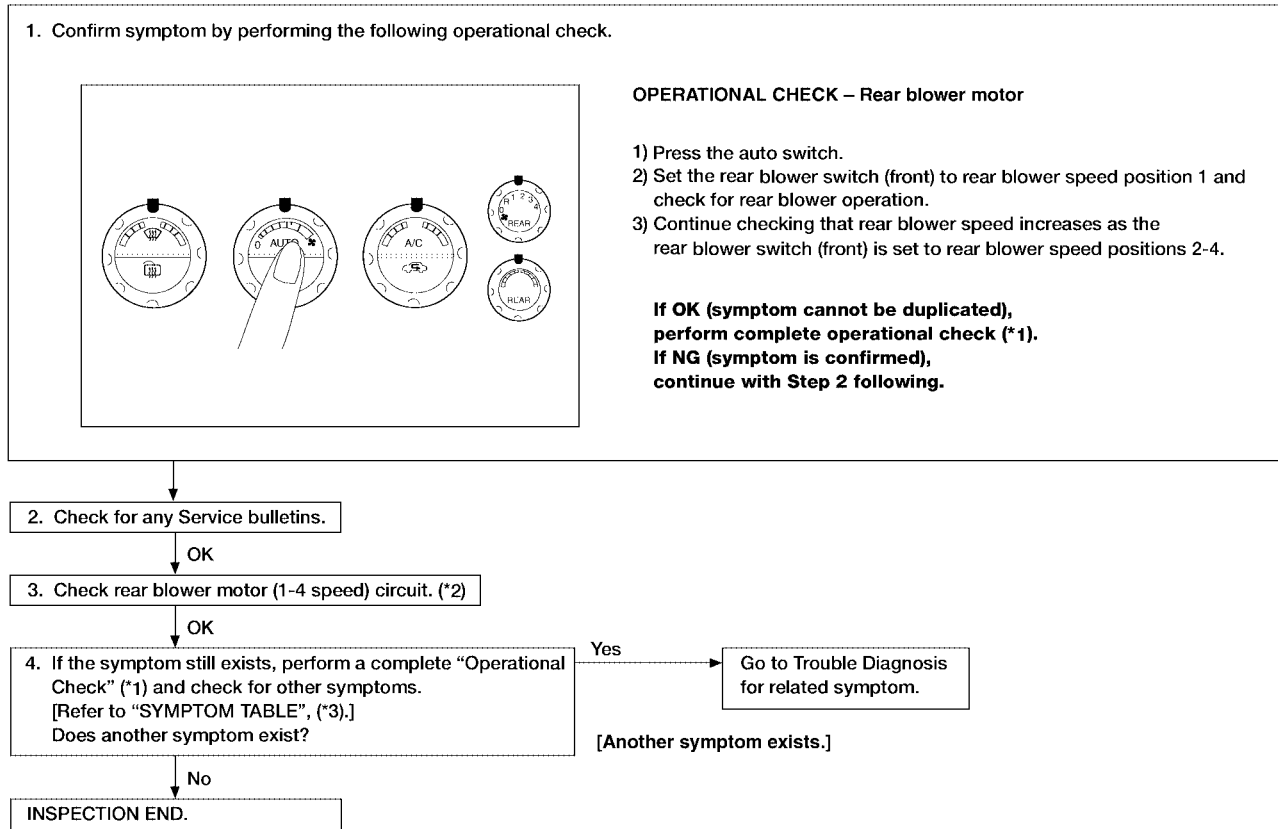 1. Confirm symptom by performing the following operational check.
OPERATIONAL CHECK – Rear blower motor
1) Press the auto switch.
2) Set the rear blower switch (front) to rear blower speed position 1 and
check for rear blower operation.
3) Continue checking that rear blower speed increases as the
rear blower switch (front) is set to rear blower speed positions 2-4.
If OK (symptom cannot be duplicated),
perform complete operational check (*1).
If NG (symptom is confirmed),
continue with Step 2 following.
0 AUTO
A/C
0 R 1 2 3 4
REAR
REAR
2. Check for any Service bulletins.
OK
3. Check rear blower motor (1-4 speed) circuit. (*2)
OK
4. If the symptom still exists, perform a complete “Operational
Check” (*1) and check for other symptoms.
[Refer to “SYMPTOM TABLE”, (*3).]
Does another symptom exist?
Yes
Go to Trouble Diagnosis
for related symptom.
[Another symptom exists.]
No
INSPECTION END.